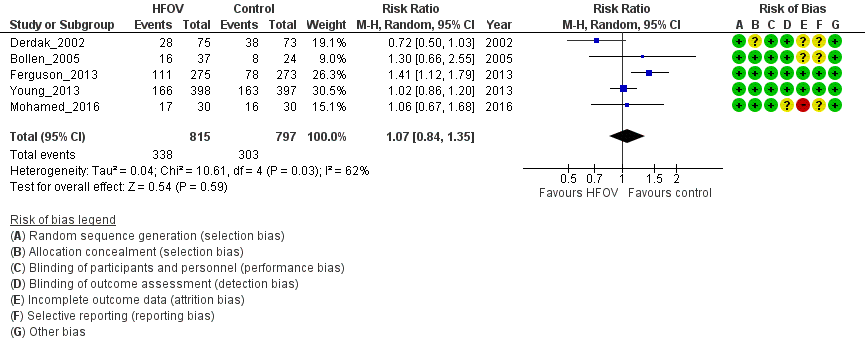 HFOV Control Risk Ratio Risk Ratio Risk of Bias
Study or Subgroup Events Total Events Total Weight M-H, Random, 95% CI Year M-H, Random, 95% CI A B C D E F G
Derdak_2002 28 75 38 73 19.1% 0.72 [0.50, 1.03] 2002 + ? + + ? ? +
Bollen_2005 16 37 8 24 9.0% 1.30 [0.66, 2.55] 2005 + + + + ? ? +
Ferguson_2013 111 275 78 273 26.3% 1.41 [1.12, 1.79] 2013 + + + + + + +
Young_2013 166 398 163 397 30.5% 1.02 [0.86, 1.20] 2013 + + + + + + +
Mohamed_2016 17 30 16 30 15.1% 1.06 [0.67, 1.68] 2016 + + + ? - ? +
Total (95% CI) 815 797 100.0% 1.07 [0.84, 1.35]
Total events 338 303
Heterogeneity: Tau² = 0.04; Chi² = 10.61, df = 4 (P = 0.03); I² = 62%
Test for overall effect: Z = 0.54 (P = 0.59)
0.5 0.7 1 1.5 2
Favours HFOV Favours control
Risk of bias legend
(A) Random sequence generation (selection bias)
(B) Allocation concealment (selection bias)
(C) Blinding of participants and personnel (performance bias)
(D) Blinding of outcome assessment (detection bias)
(E) Incomplete outcome data (attrition bias)
(F) Selective reporting (reporting bias)
(G) Other bias